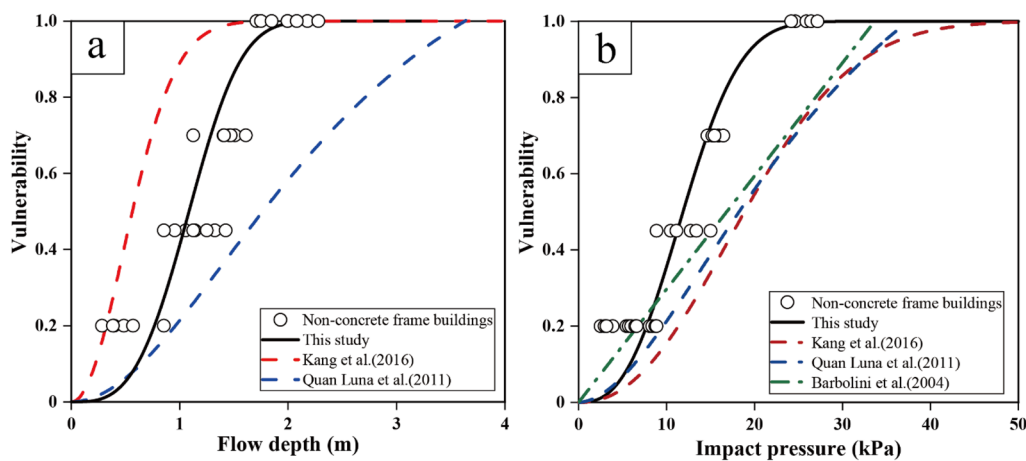 a
Vulnerability
1.0
0.8
0.6
0.4
0.2
0
0
1
2
3
4
Flow depth (m)
Non-concrete frame buildings
This study
Kang et al.(2016)
Quan Luna et al.(2011)
b
Vulnerability
1.0
0.8
0.6
0.4
0.2
0
0
10
20
30
40
50
Impact pressure (kPa)
Non-concrete frame buildings
This study
Kang et al.(2016)
Quan Luna et al.(2011)
Barbolini et al.(2004)